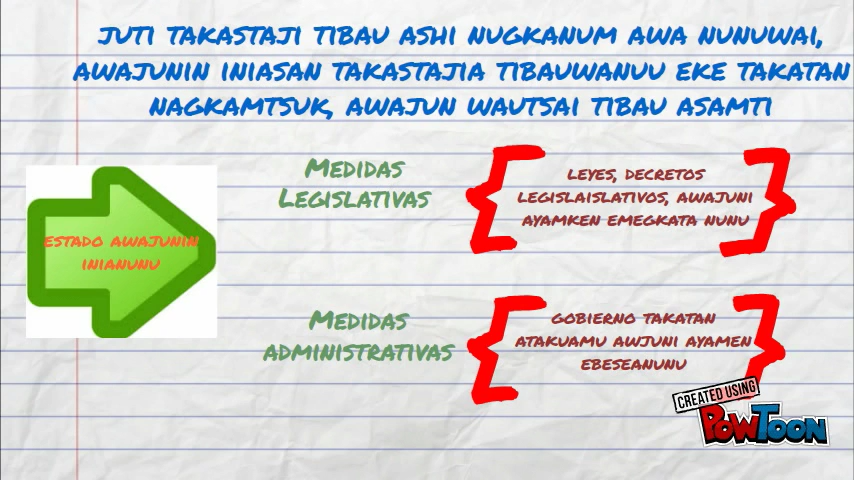 JUTI TAKASTAJI TIBAU ASHI NUGKANUM AWA NUNUWAI,
AWAJUNIN INIASAN TAKASTAJIA TIBAUWANUU EKE TAKATAN
NAGKAMTSUK, AWAJUN WAUTSAI TIBAU ASAMTI
ESTADO AWAJUNIN
INIANUNU
MEDIDAS
LEGISLATIVAS
LEYES, DECRETOS
LEGISLAISLATIVOS, AWAJUNI
AYAMKEN EMEGKATA NUNU
MEDIDAS
ADMINISTRATIVAS
GOBIERNO TAKATAN
ATAKUAMU AWJUNI AYAMEN
EBESEANUNU
CREATED USING
POWTOON